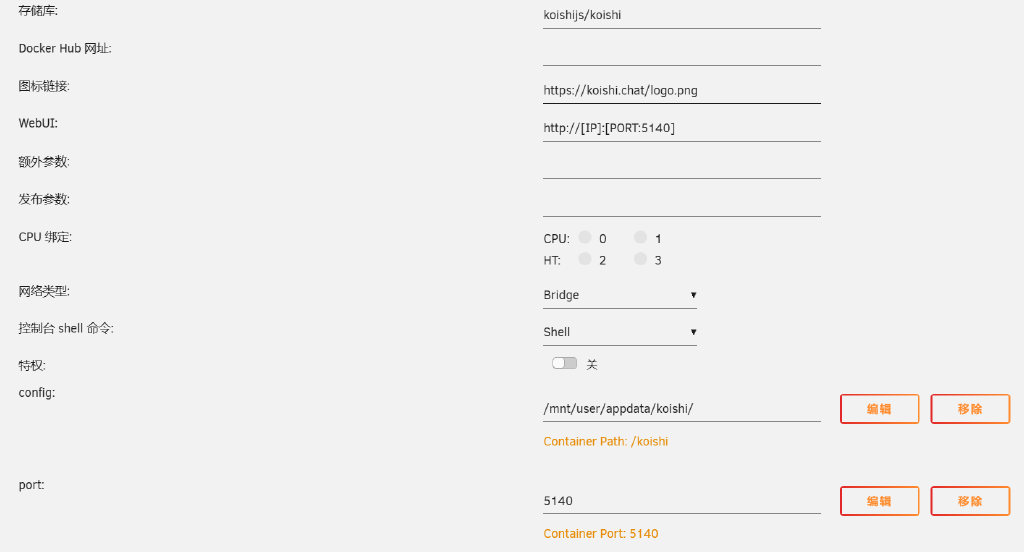 存储库:
koishijs/koishi
Docker Hub 网址:
图标链接:
https://koishi.chat/logo.png
WebUI:
http://[IP]:[PORT:5140]
额外参数:
发布参数:
CPU 绑定:
CPU: 0 1
HT: 2 3
网络类型:
Bridge
控制台 shell 命令:
Shell
特权:
关
config:
/mnt/user/appdata/koishi/
编辑 移除
Container Path: /koishi
port:
5140
编辑 移除
Container Port: 5140